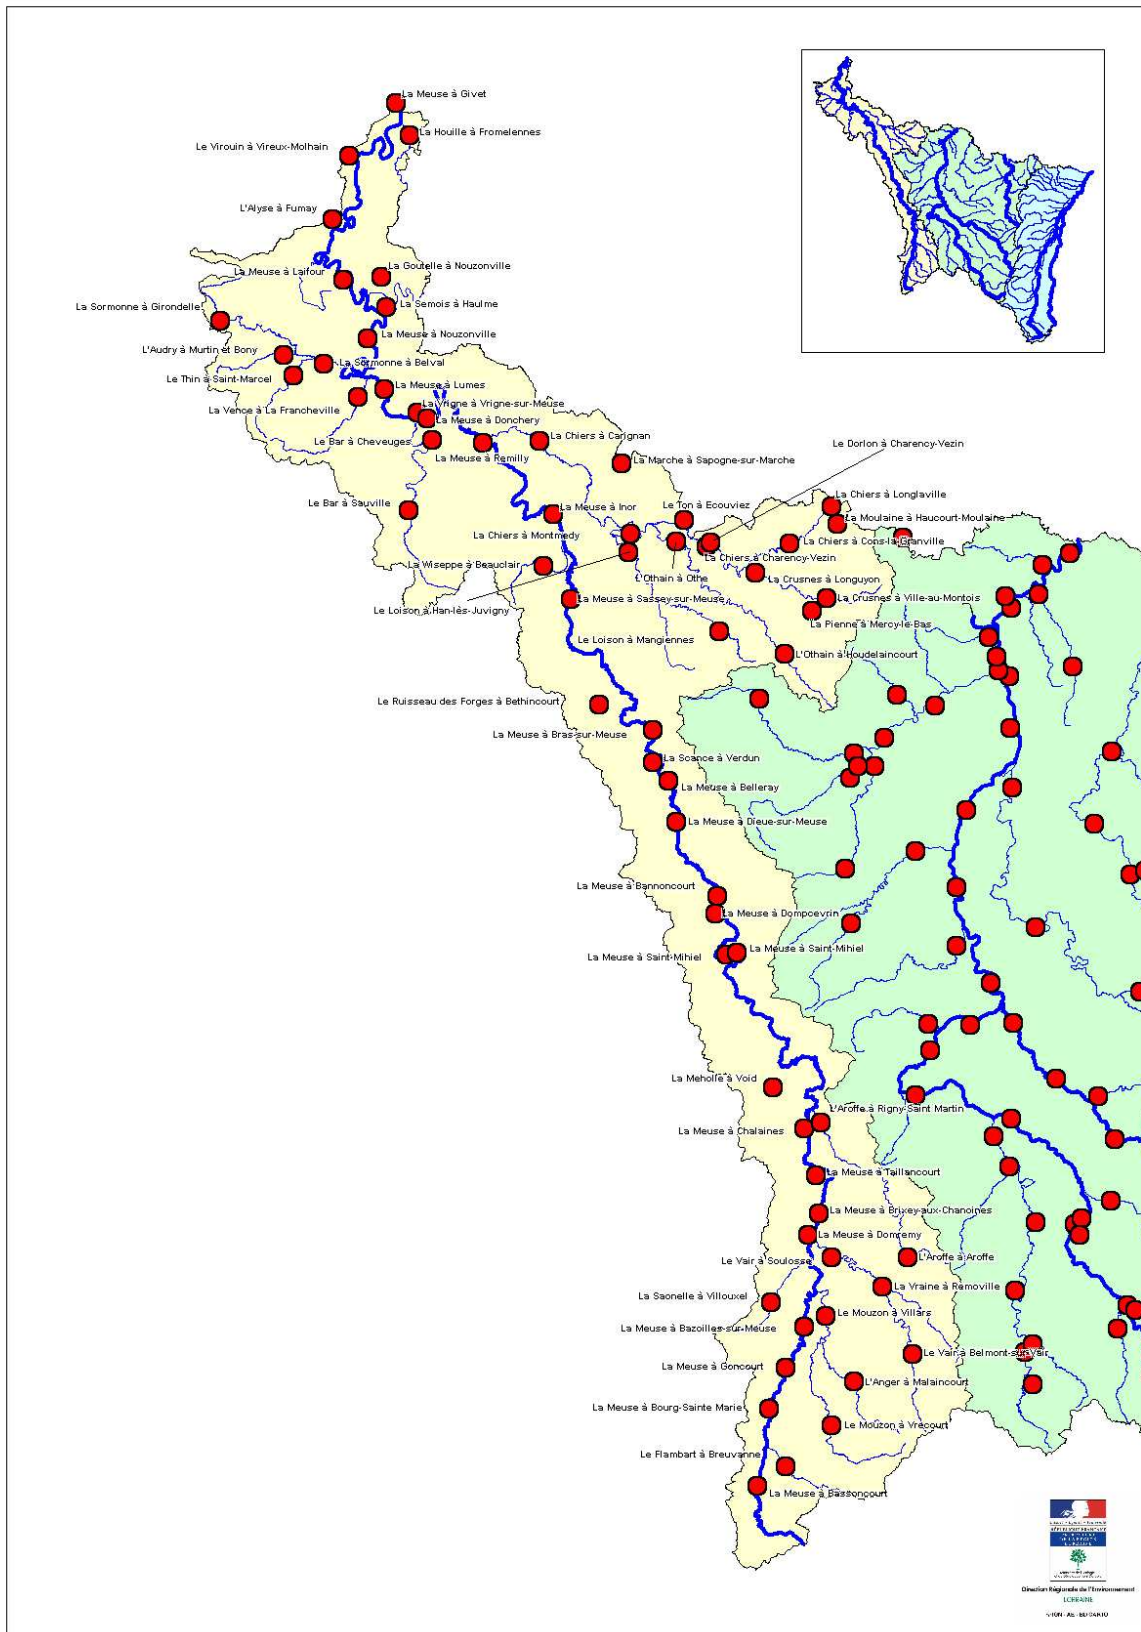 La Meuse à Givet
La Houille à Fromelennes
Le Virouin à Vireux-Molhain
L'Alyse à Fumay
La Goutelle à Nouzonville
La Meuse à Laifour
La Sormonne à Girondelle
La Semois à Haulme
La Meuse à Nouzonville
L'Audry à Murtin et Bony
La Sormonne à Belval
Le Thin à Saint-Marcel
La Meuse à Lumes
La Vence à La Francheville
La Vrigne à Vrigne-sur-Meuse
La Meuse à Donchery
Le Bar à Cheveuges
La Chiers à Carignan
Le Dorlon à Charency-Vezin
La Meuse à Remilly
La Marche à Sapogne-sur-Marche
La Chiers à Longlaville
Le Bar à Sauville
La Meuse à Inor
Le Ton à Ecouviez
La Moulaine à Haucourt-Moulaine
La Chiers à Montmedy
La Chiers à Cons-la-Granville
La Chiers à Charency-Vezin
La Wiseppe à Beauclair
L'Othain à Othe
La Crusnes à Longuyon
La Meuse à Sassey-sur-Meuse
La Crusnes à Ville-au-Montois
Le Loison à Han-lès-Juvigny
La Pienne à Mercy-le-Bas
Le Loison à Mangiennes
L'Othain à Houdelaincourt
Le Ruisseau des Forges à Bethincourt
La Meuse à Bras-sur-Meuse
La Scance à Verdun
La Meuse à Belleray
La Meuse à Dieue-sur-Meuse
La Meuse à Bannoncourt
La Meuse à Dompcevrin
La Meuse à Saint-Mihiel
La Meuse à Saint-Mihiel
La Meholle à Void
L'Aroffe à Rigny-Saint Martin
La Meuse à Chalaines
La Meuse à Taillancourt
La Meuse à Brixey-aux-Chanoines
La Meuse à Domremy
Le Vair à Soulosse
L'Aroffe à Aroffe
La Vraine à Removille
La Saonelle à Villouxel
Le Mouzon à Villars
La Meuse à Bazoilles-sur-Meuse
Le Vair à Belmont-sur-Vair
La Meuse à Goncourt
L'Anger à Malaincourt
La Meuse à Bourg-Sainte Marie
Le Mouzon à Vrecourt
Le Flambart à Breuvanne
La Meuse à Bassoncourt
Direction Régionale de l'Environnement
LORRAINE